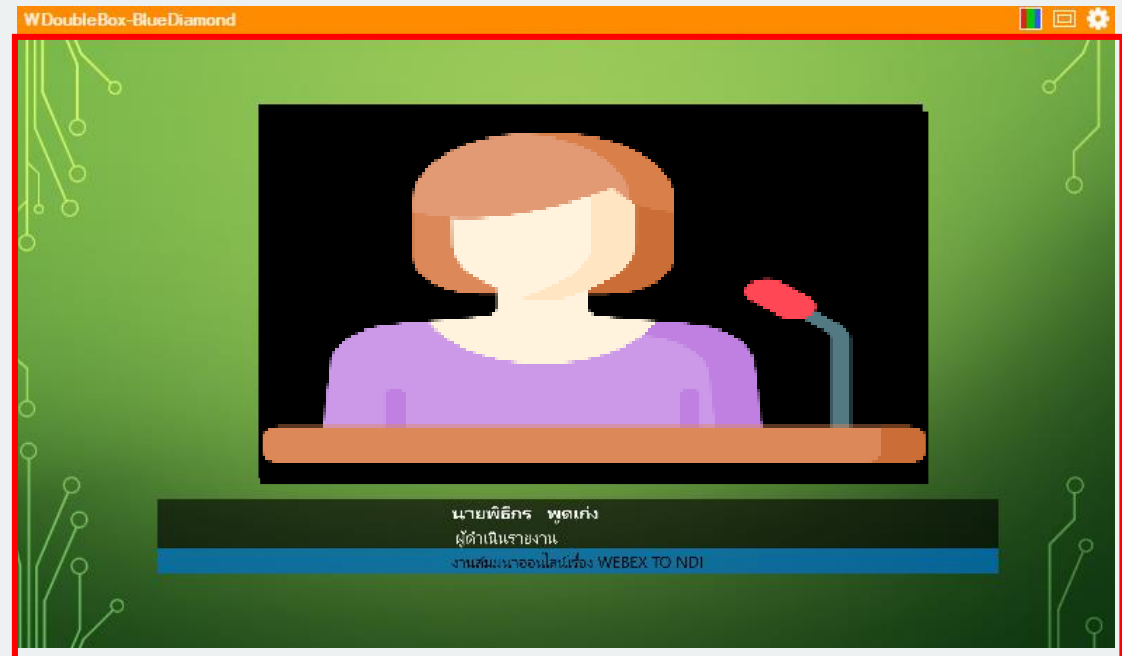 WDoubleBox-BlueDiamond
นายพิธีกร พูดเก่ง
ผู้ดำเนินรายงาน
งานสัมมนาออนไลน์เรื่อง WEBEX TO NDI